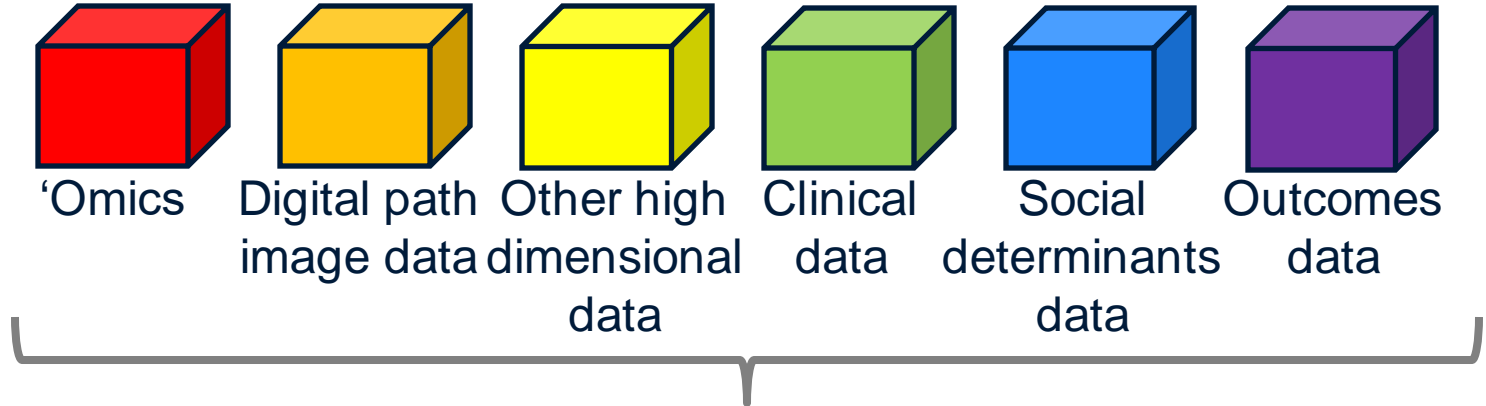 ‘Omics
Digital path
image data
Other high
dimensional
data
Clinical
data
Social
determinants
data
Outcomes
data